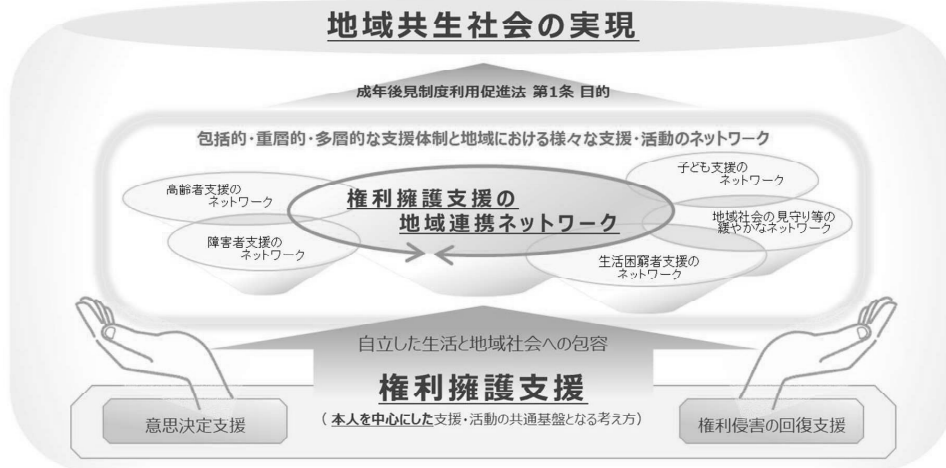 地域共生社会の実現
成年後見制度利用促進法 第1条 目的
包括的・重層的・多層的な支援体制と地域における様々な支援・活動のネットワーク
高齢者支援の
ネットワーク
障害者支援の
ネットワーク
権利擁護支援の
地域連携ネットワーク
子ども支援の
ネットワーク
地域社会の見守り等の
緩やかなネットワーク
生活困窮者支援の
ネットワーク
自立した生活と地域社会への包容
権利擁護支援
（本人を中心にした支援・活動の共通基盤となる考え方）
意思決定支援
権利侵害の回復支援